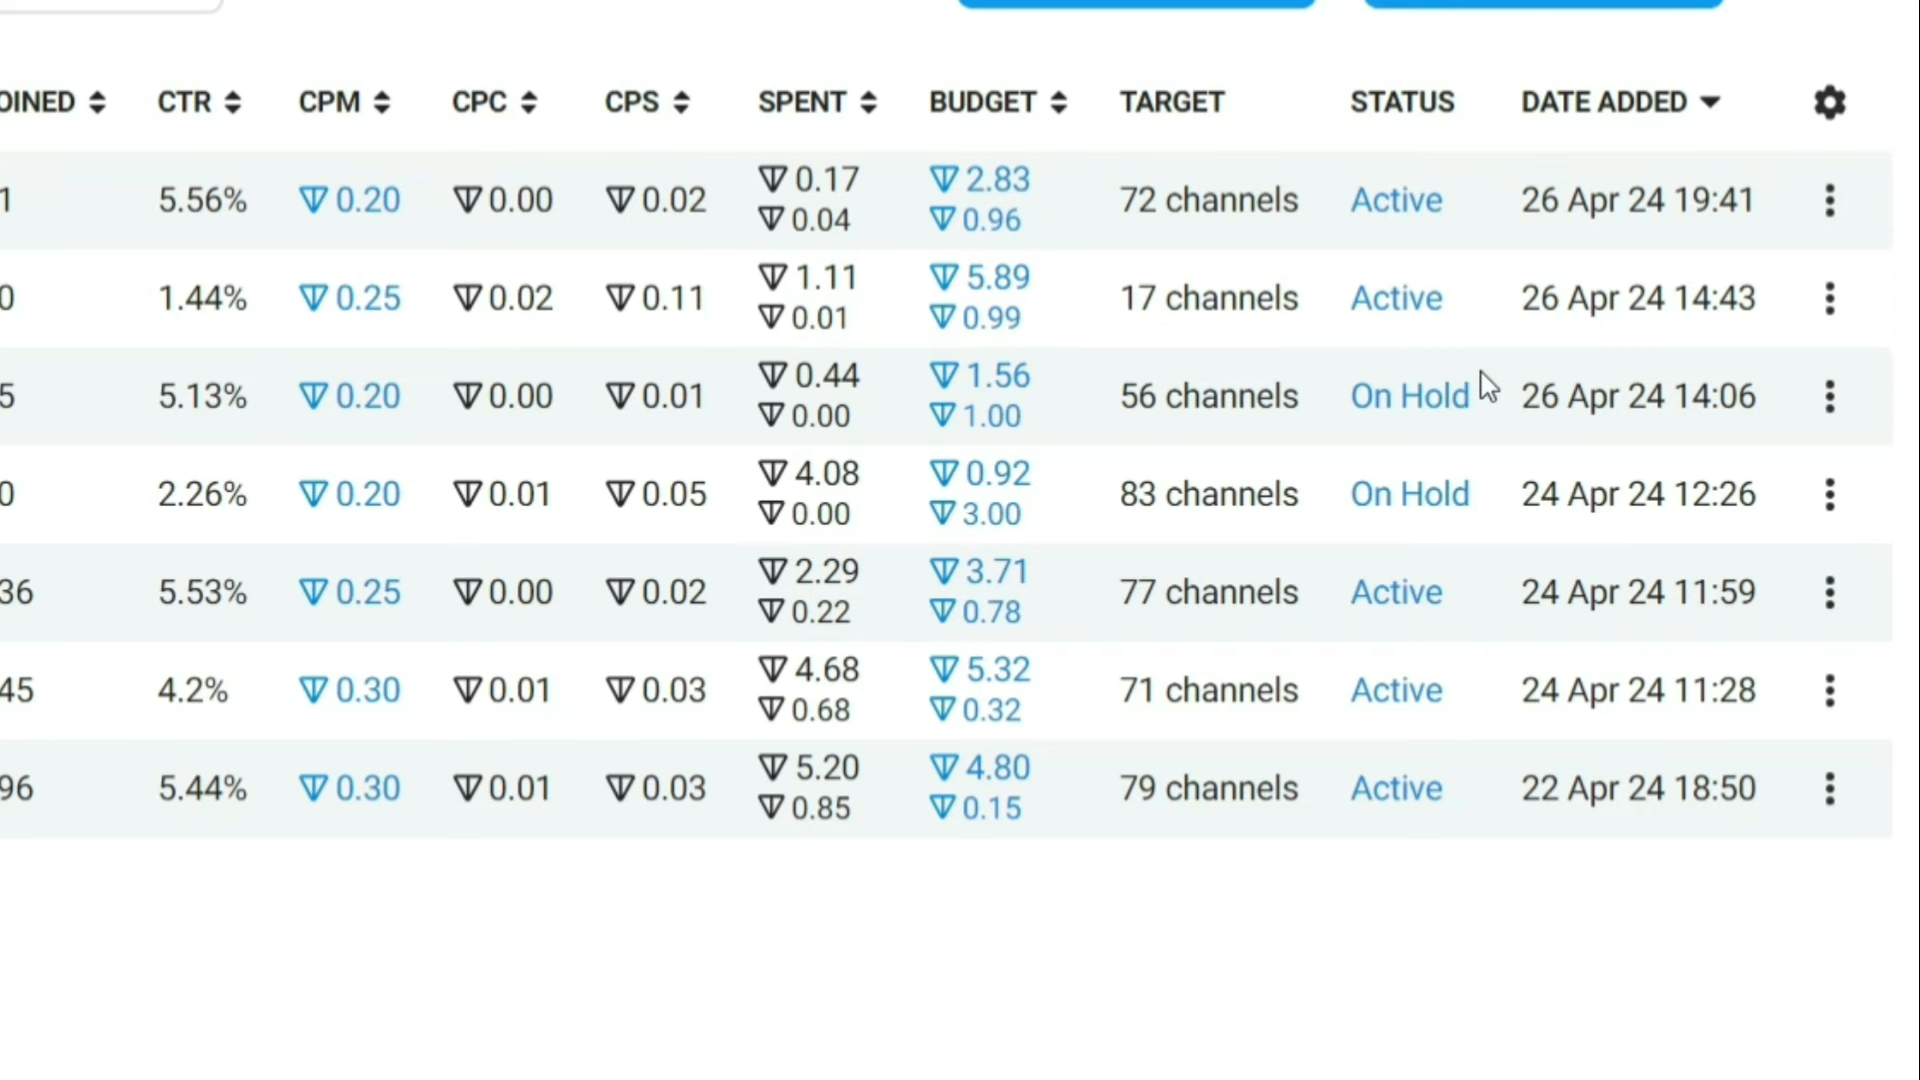 OINED CTR CPM CPC CPS SPENT BUDGET TARGET STATUS DATE ADDED
1 5.56% 0.20 0.00 0.02 0.17 2.83 72 channels Active 26 Apr 24 19:41
0.04 0.96
0 1.44% 0.25 0.02 0.11 1.11 5.89 17 channels Active 26 Apr 24 14:43
0.01 0.99
5 5.13% 0.20 0.00 0.01 0.44 1.56 56 channels On Hold 26 Apr 24 14:06
0.00 1.00
0 2.26% 0.20 0.01 0.05 4.08 0.92 83 channels On Hold 24 Apr 24 12:26
0.00 3.00
36 5.53% 0.25 0.00 0.02 2.29 3.71 77 channels Active 24 Apr 24 11:59
0.22 0.78
45 4.2% 0.30 0.01 0.03 4.68 5.32 71 channels Active 24 Apr 24 11:28
0.68 0.32
96 5.44% 0.30 0.01 0.03 5.20 4.80 79 channels Active 22 Apr 24 18:50
0.85 0.15